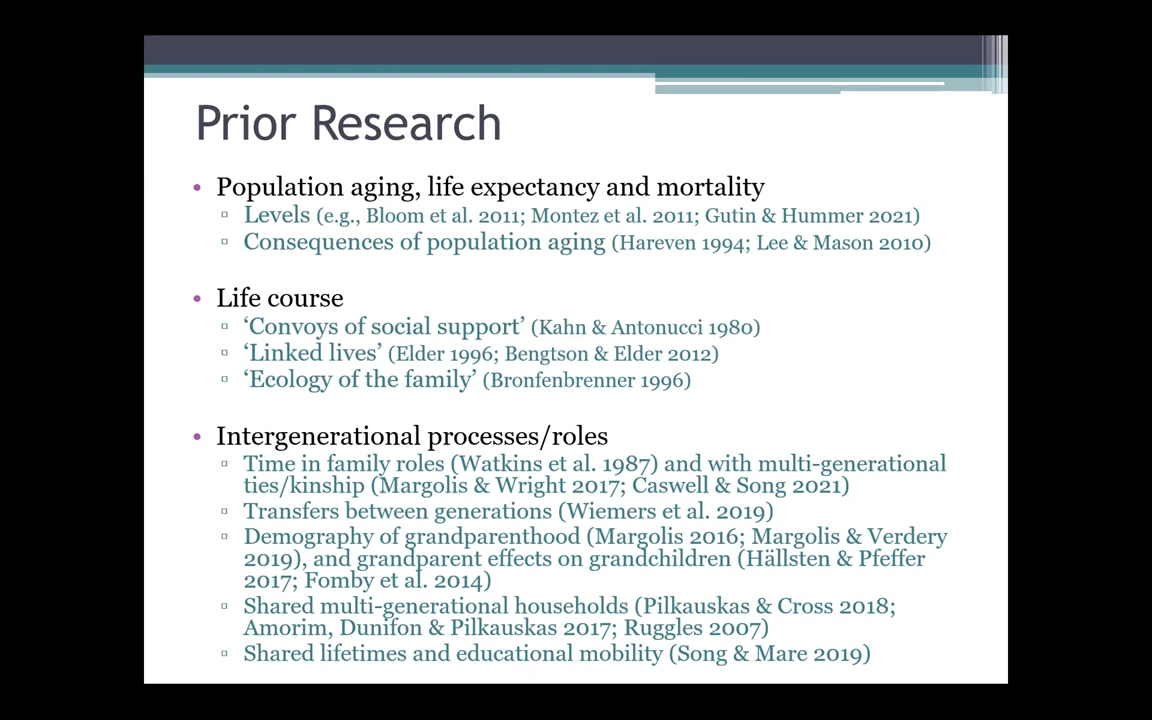 Prior Research
• Population aging, life expectancy and mortality
▫ Levels (e.g., Bloom et al. 2011; Montez et al. 2011; Gutin & Hummer 2021)
▫ Consequences of population aging (Hareven 1994; Lee & Mason 2010)
• Life course
▫ ‘Convoys of social support’ (Kahn & Antonucci 1980)
▫ ‘Linked lives’ (Elder 1996; Bengtson & Elder 2012)
▫ ‘Ecology of the family’ (Bronfenbrenner 1996)
• Intergenerational processes/roles
▫ Time in family roles (Watkins et al. 1987) and with multi-generational
ties/kinship (Margolis & Wright 2017; Caswell & Song 2021)
▫ Transfers between generations (Wiemers et al. 2019)
▫ Demography of grandparenthood (Margolis 2016; Margolis & Verdery
2019), and grandparent effects on grandchildren (Hällsten & Pfeffer
2017; Fomby et al. 2014)
▫ Shared multi-generational households (Pilkauskas & Cross 2018;
Amorim, Dunifon & Pilkauskas 2017; Ruggles 2007)
▫ Shared lifetimes and educational mobility (Song & Mare 2019)